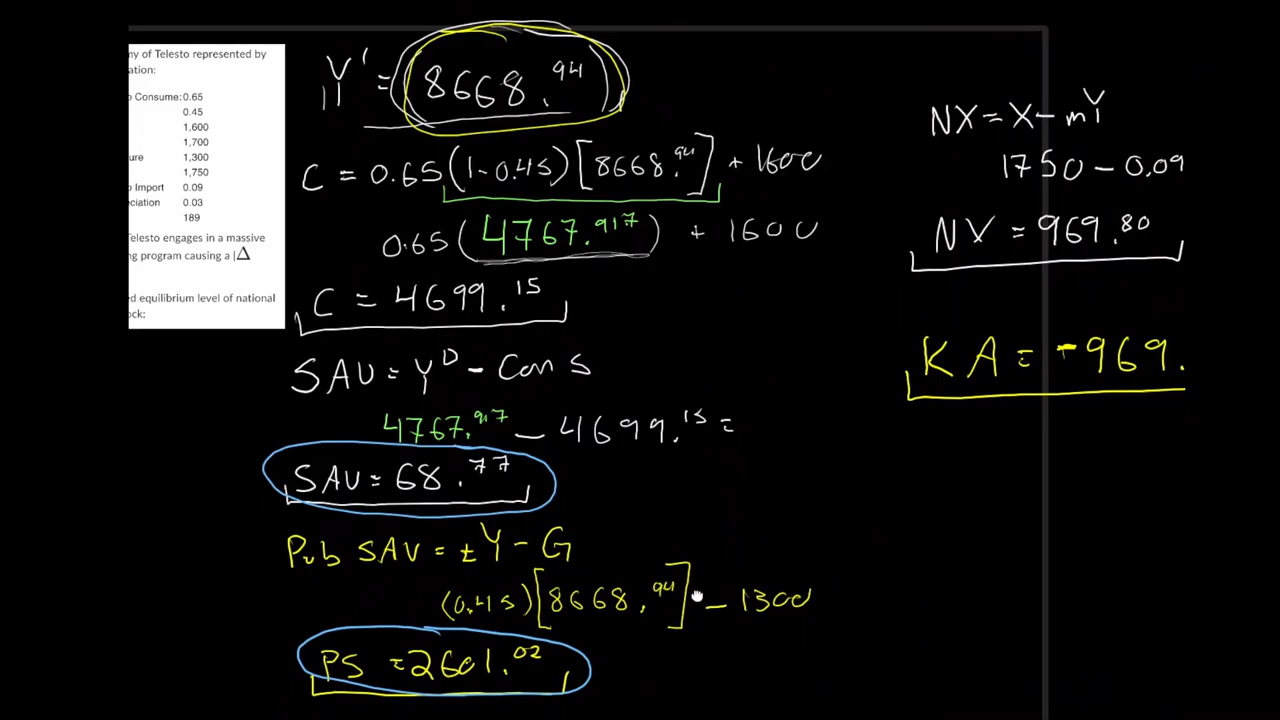 my of Telesto represented by
ation:
o Consume: 0.65
0.45
1,600
1,700
ure 1,300
1,750
o Import 0.09
ciation 0.03
189
Telesto engages in a massive
ng program causing a |Δ
ed equilibrium level of national
ock:
Y' = 8668.94
C = 0.65(1-0.45)[8668.94] + 1600
0.65(4767.917) + 1600
C = 4699.15
SAV = Y^D - Cons
4767.917 - 4699.15 =
SAV = 68.77
Pub SAV = tY - G
(0.45)[8668.94] - 1300
PS = 2601.02
NX = X - mY
1750 - 0.09
NX = 969.80
KA = -969.